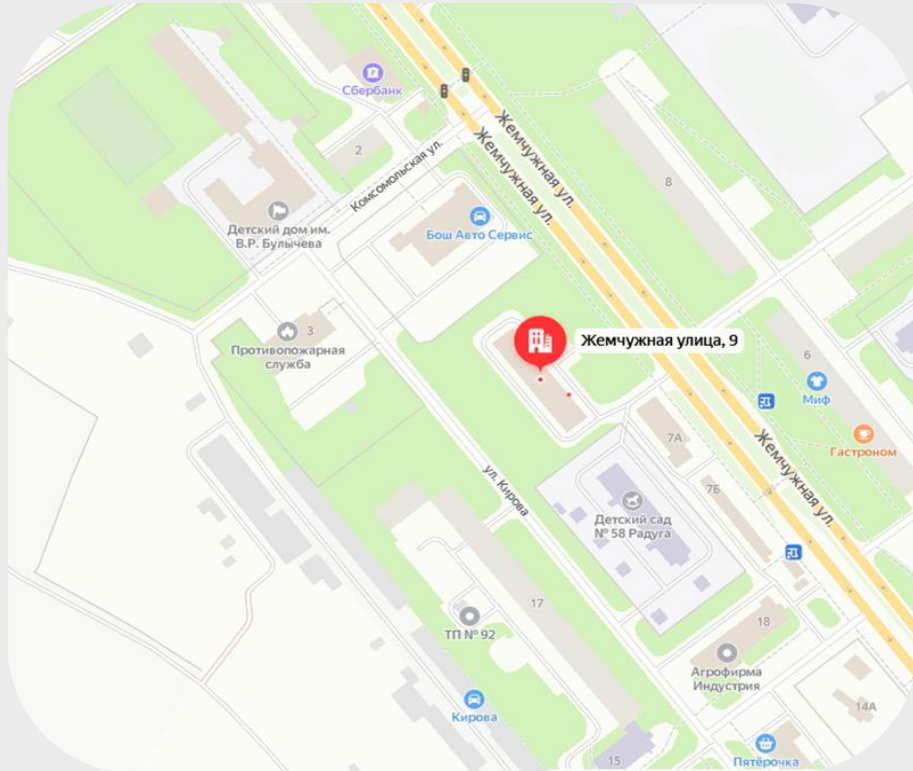 Сбербанк
2
Комсомольская ул.
Жемчужная ул.
Жемчужная ул.
8
Детский дом им.
В.Р. Булычева
Бош Авто Сервис
3
Противопожарная
служба
Жемчужная улица, 9
6
Миф
Гастроном
7А
Жемчужная ул.
ул. Кирова
7Б
Детский сад
№ 58 Радуга
17
ТП № 92
18
Агрофирма
Индустрия
14А
Кирова
15
Пятёрочка